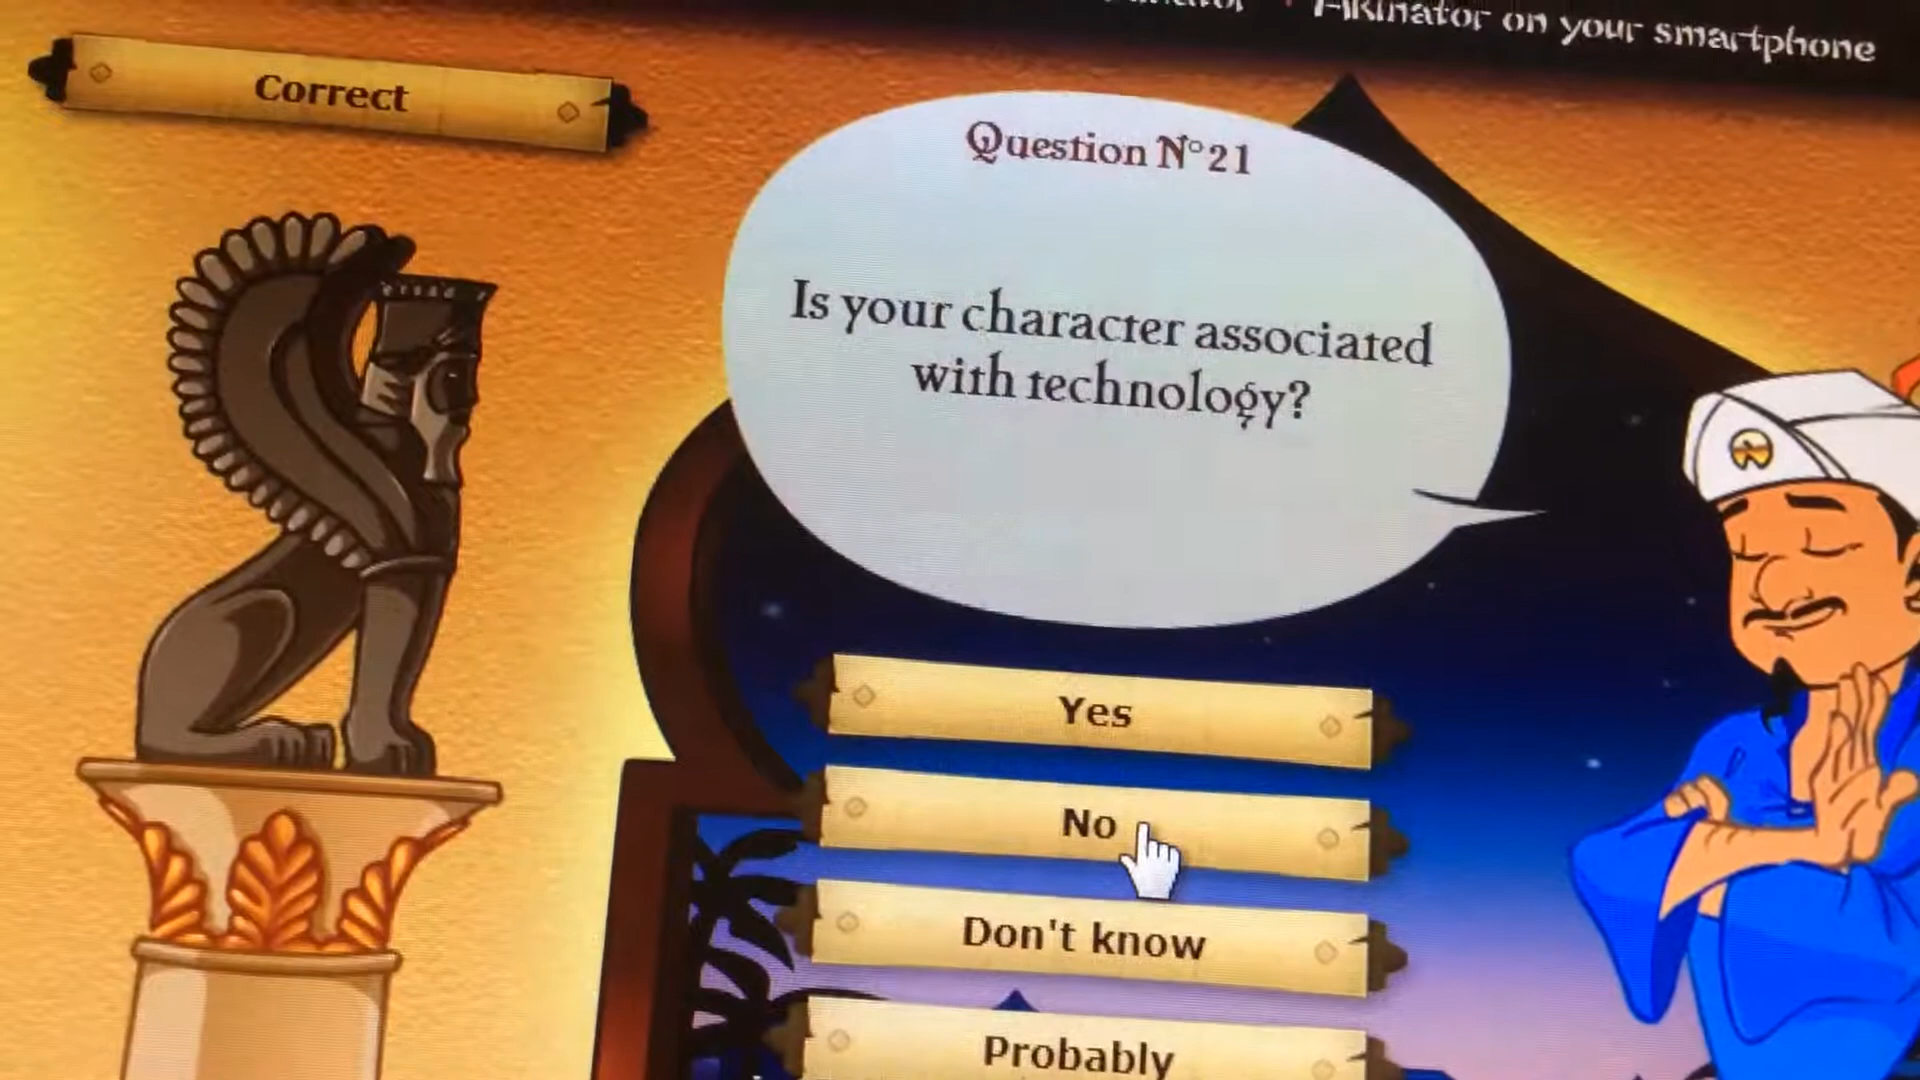 Akinator on your smartphone
Correct
Question N°21
Is your character associated
with technology?
Yes
No
Don't know
Probably